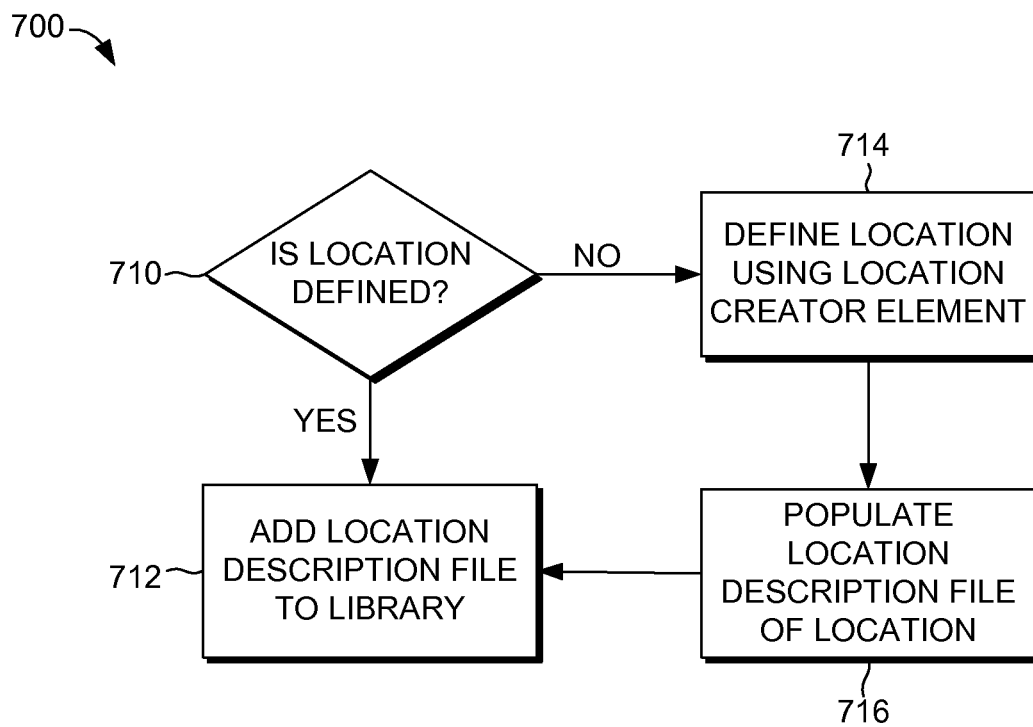 700
714
IS LOCATION
DEFINED?
710
NO
DEFINE LOCATION
USING LOCATION
CREATOR ELEMENT
YES
ADD LOCATION
DESCRIPTION FILE
TO LIBRARY
712
POPULATE
LOCATION
DESCRIPTION FILE
OF LOCATION
716